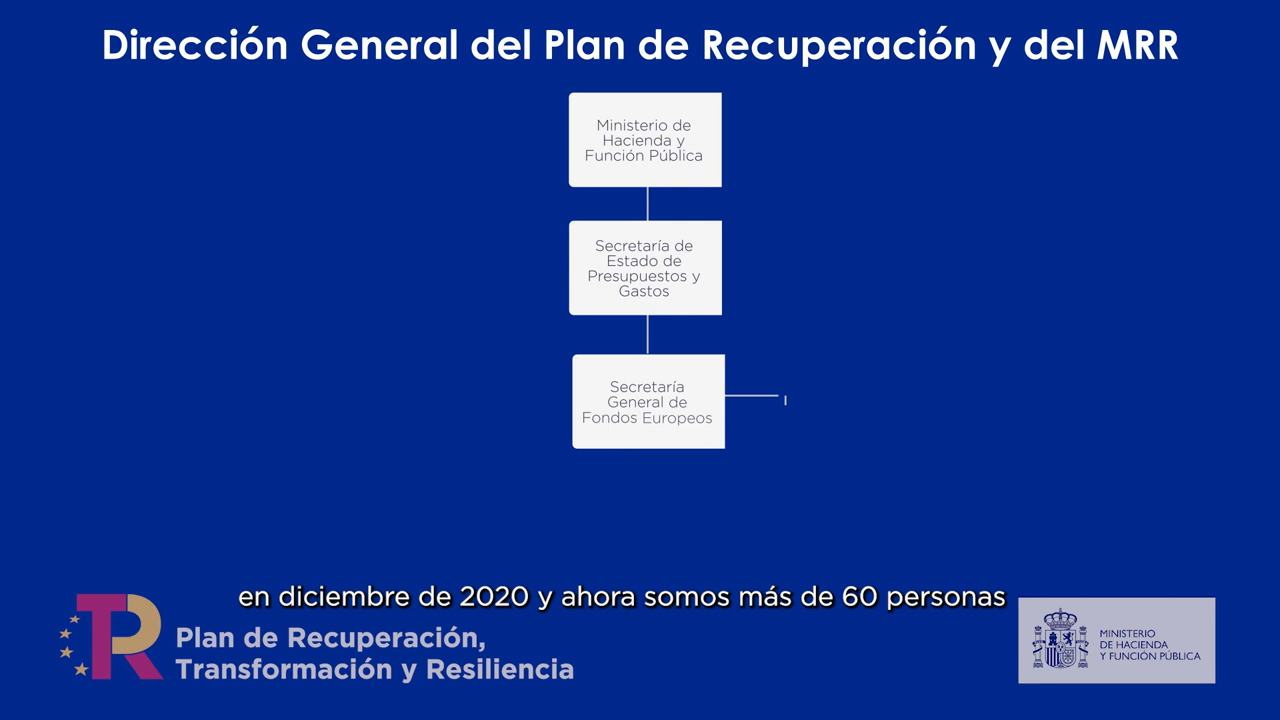 Dirección General del Plan de Recuperación y del MRR
Ministerio de
Hacienda y
Función Pública
Secretaría de
Estado de
Presupuestos y
Gastos
Secretaría
General de
Fondos Europeos
en diciembre de 2020 y ahora somos más de 60 personas
Plan de Recuperación,
Transformación y Resiliencia
MINISTERIO
DE HACIENDA
Y FUNCIÓN PÚBLICA